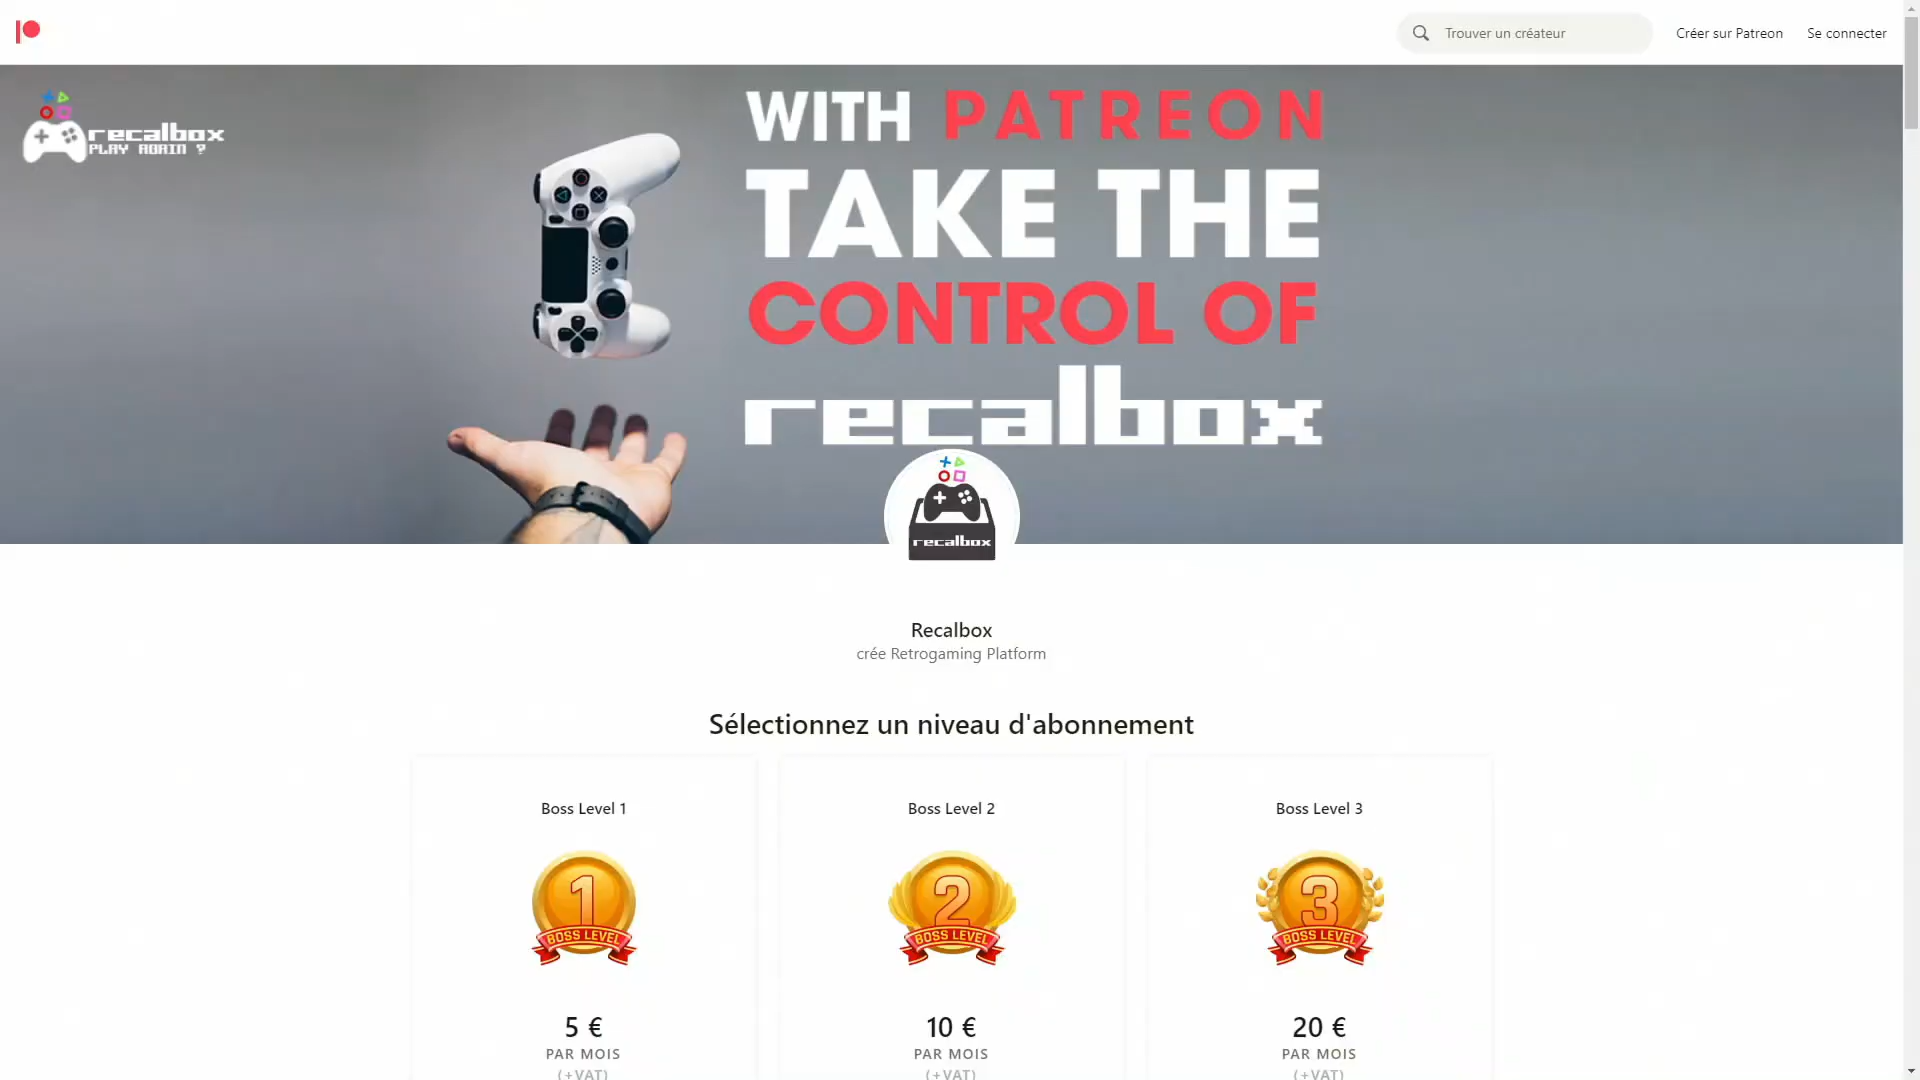 Trouver un créateur
Créer sur Patreon
Se connecter
recalbox
PLAY AGAIN ?
WITH PATREON
TAKE THE
CONTROL OF
recalbox
recalbox
Recalbox
crée Retrogaming Platform
Sélectionnez un niveau d'abonnement
Boss Level 1
1
BOSS LEVEL
5 €
PAR MOIS
(+VAT)
Boss Level 2
2
BOSS LEVEL
10 €
PAR MOIS
(+VAT)
Boss Level 3
3
BOSS LEVEL
20 €
PAR MOIS
(+VAT)